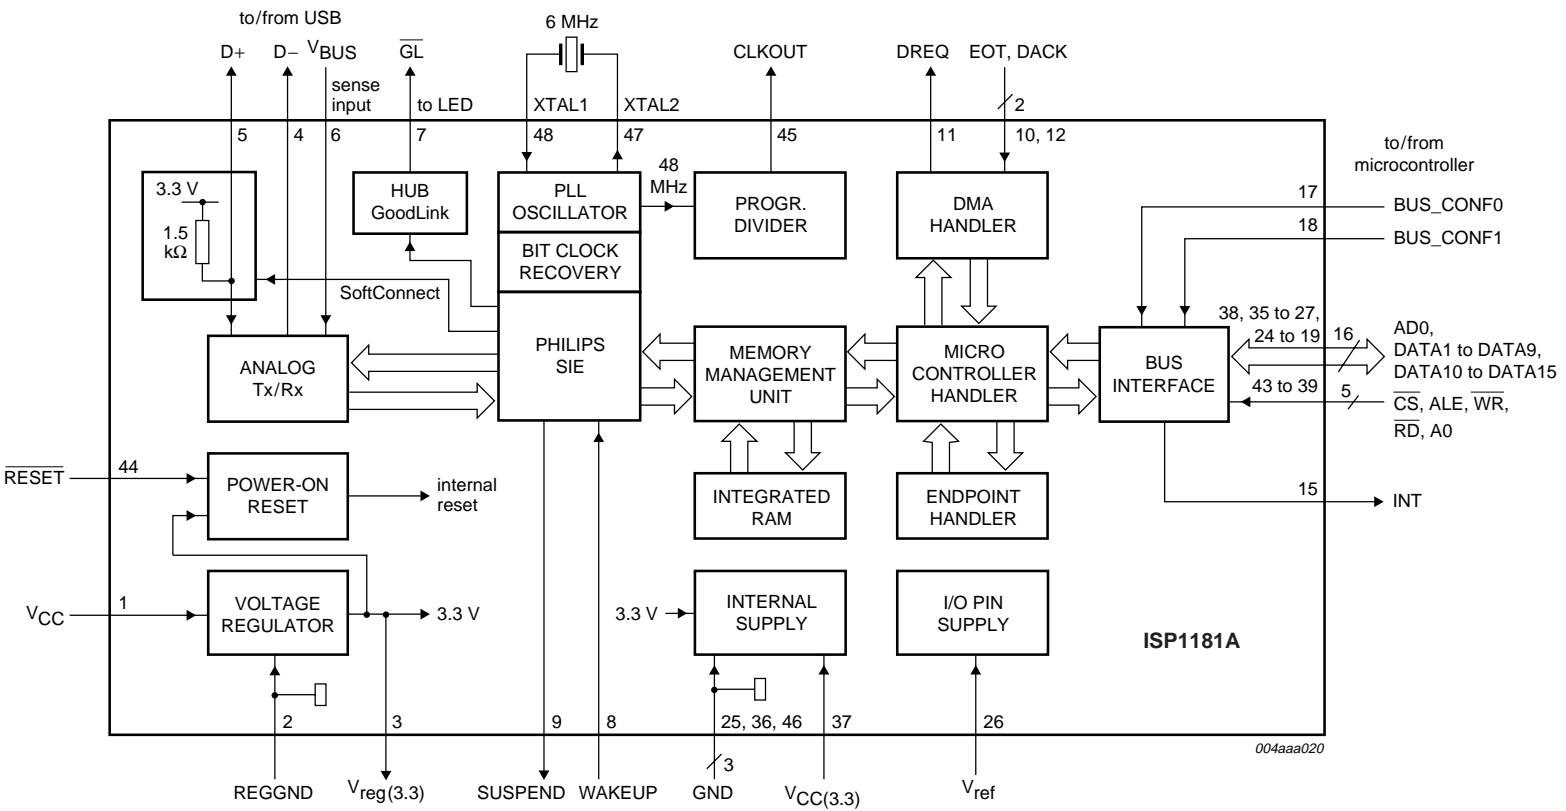 to/from USB
6 MHz
D+
D−
VBUS
GL
CLKOUT
DREQ
EOT, DACK
sense
input
to LED
XTAL1
XTAL2
2
5
4
6
7
48
47
45
11
10, 12
to/from
microcontroller
3.3 V
1.5
kΩ
HUB
GoodLink
PLL
OSCILLATOR
48
MHz
PROGR.
DIVIDER
DMA
HANDLER
17
BUS_CONF0
18
BUS_CONF1
BIT CLOCK
RECOVERY
SoftConnect
ANALOG
Tx/Rx
PHILIPS
SIE
MEMORY
MANAGEMENT
UNIT
MICRO
CONTROLLER
HANDLER
BUS
INTERFACE
38, 35 to 27,
24 to 19
16
AD0,
DATA1 to DATA9,
DATA10 to DATA15
43 to 39
5
CS, ALE, WR,
RD, A0
RESET
44
POWER-ON
RESET
internal
reset
INTEGRATED
RAM
ENDPOINT
HANDLER
15
INT
VCC
1
VOLTAGE
REGULATOR
3.3 V
3.3 V
INTERNAL
SUPPLY
I/O PIN
SUPPLY
ISP1181A
2
3
9
8
25, 36, 46
37
26
004aaa020
3
REGGND
Vreg(3.3)
SUSPEND
WAKEUP
GND
VCC(3.3)
Vref